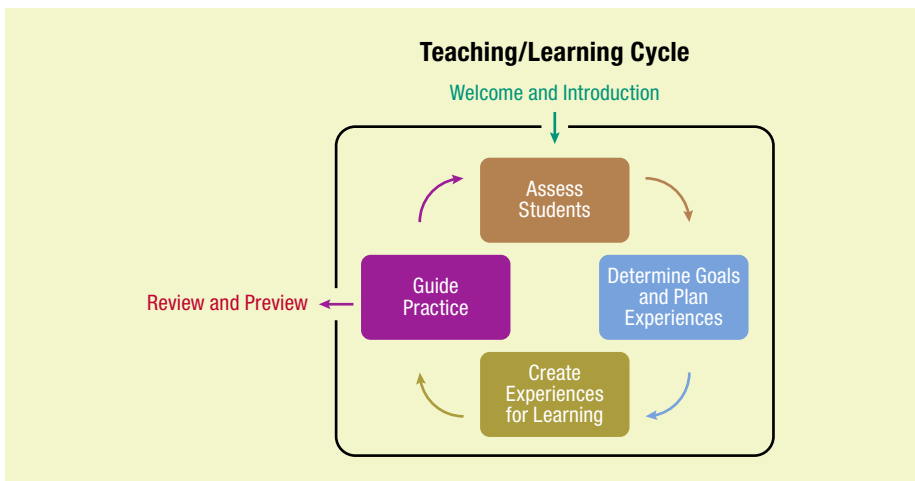 Teaching/Learning Cycle
Welcome and Introduction
Assess
Students
Determine Goals
and Plan
Experiences
Guide
Practice
Review and Preview
Create
Experiences
for Learning